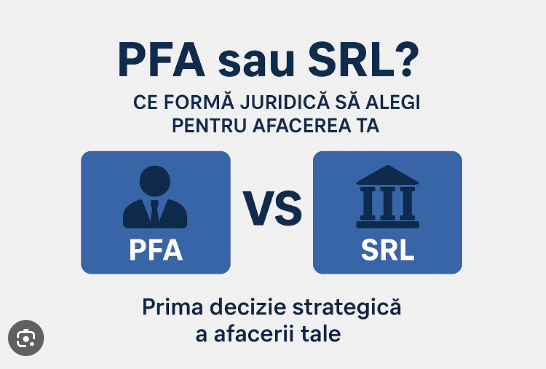 PFA sau SRL?
CE FORMĂ JURIDICĂ SĂ ALEGI
PENTRU AFACEREA TA
PFA
VS
SRL
Prima decizie strategică
a afacerii tale